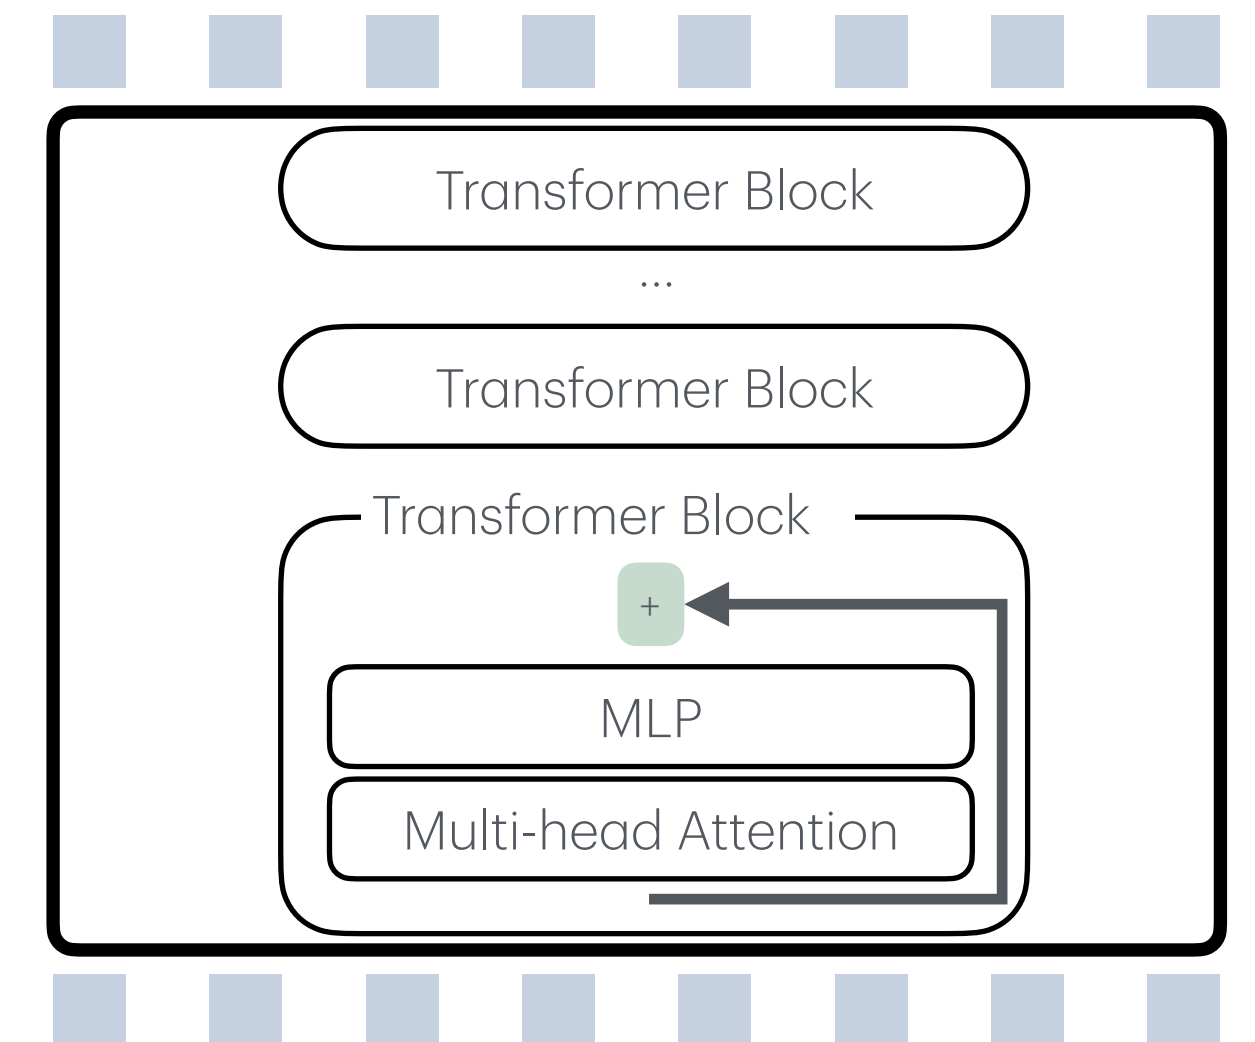 Transformer Block
...
Transformer Block
Transformer Block
+
MLP
Multi-head Attention